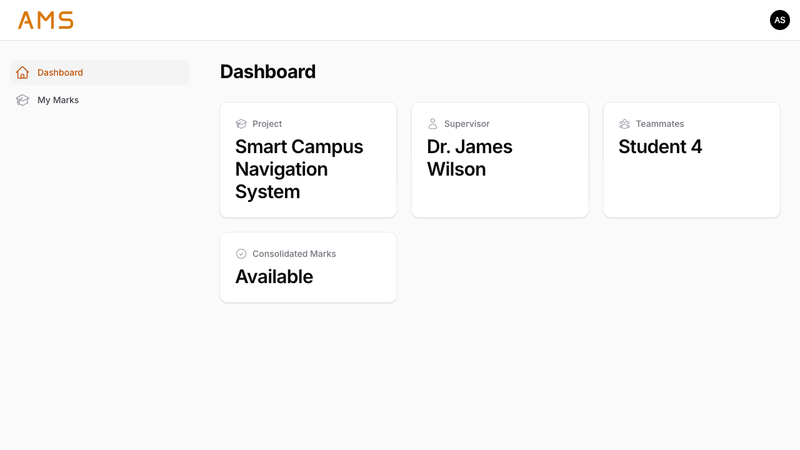 AMS
AS
Dashboard
My Marks
Dashboard
Project
Smart Campus
Navigation
System
Supervisor
Dr. James
Wilson
Teammates
Student 4
Consolidated Marks
Available